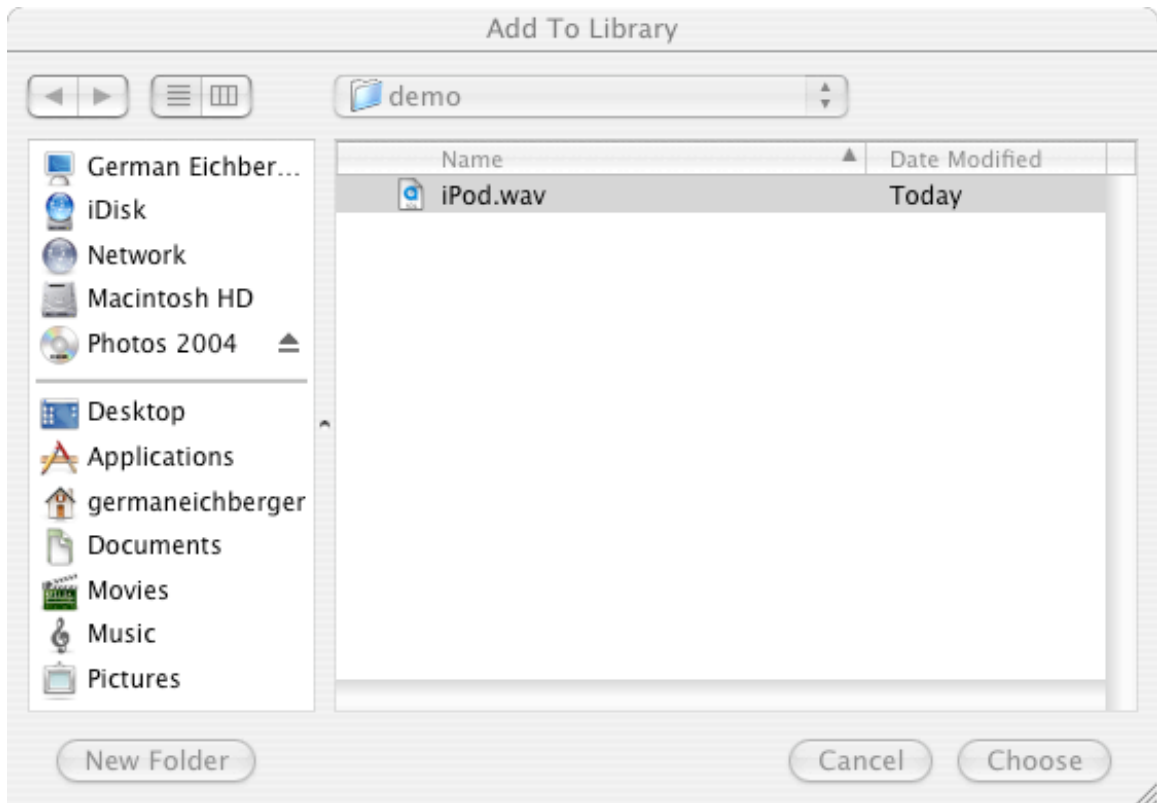 Add To Library
demo
German Eichber...
iDisk
Network
Macintosh HD
Photos 2004
Desktop
Applications
germaneichberger
Documents
Movies
Music
Pictures
Name Date Modified
iPod.wav Today
New Folder Cancel Choose